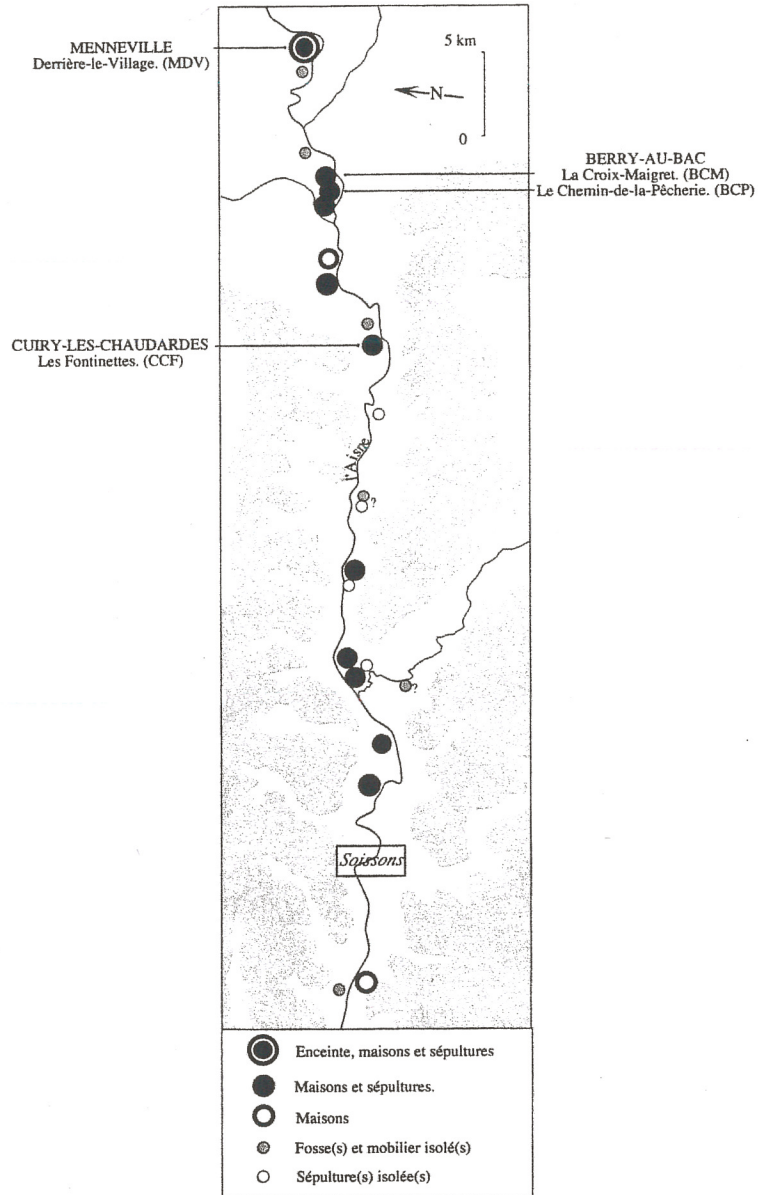 MENNEVILLE
Derrière-le-Village. (MDV)
5 km
N
0
BERRY-AU-BAC
La Croix-Maigret. (BCM)
Le Chemin-de-la-Pêcherie. (BCP)
CUIRY-LES-CHAUDARDES
Les Fontinettes. (CCF)
l'Aisne
?
?
Soissons
Enceinte, maisons et sépultures
Maisons et sépultures.
Maisons
Fosse(s) et mobilier isolé(s)
Sépulture(s) isolée(s)